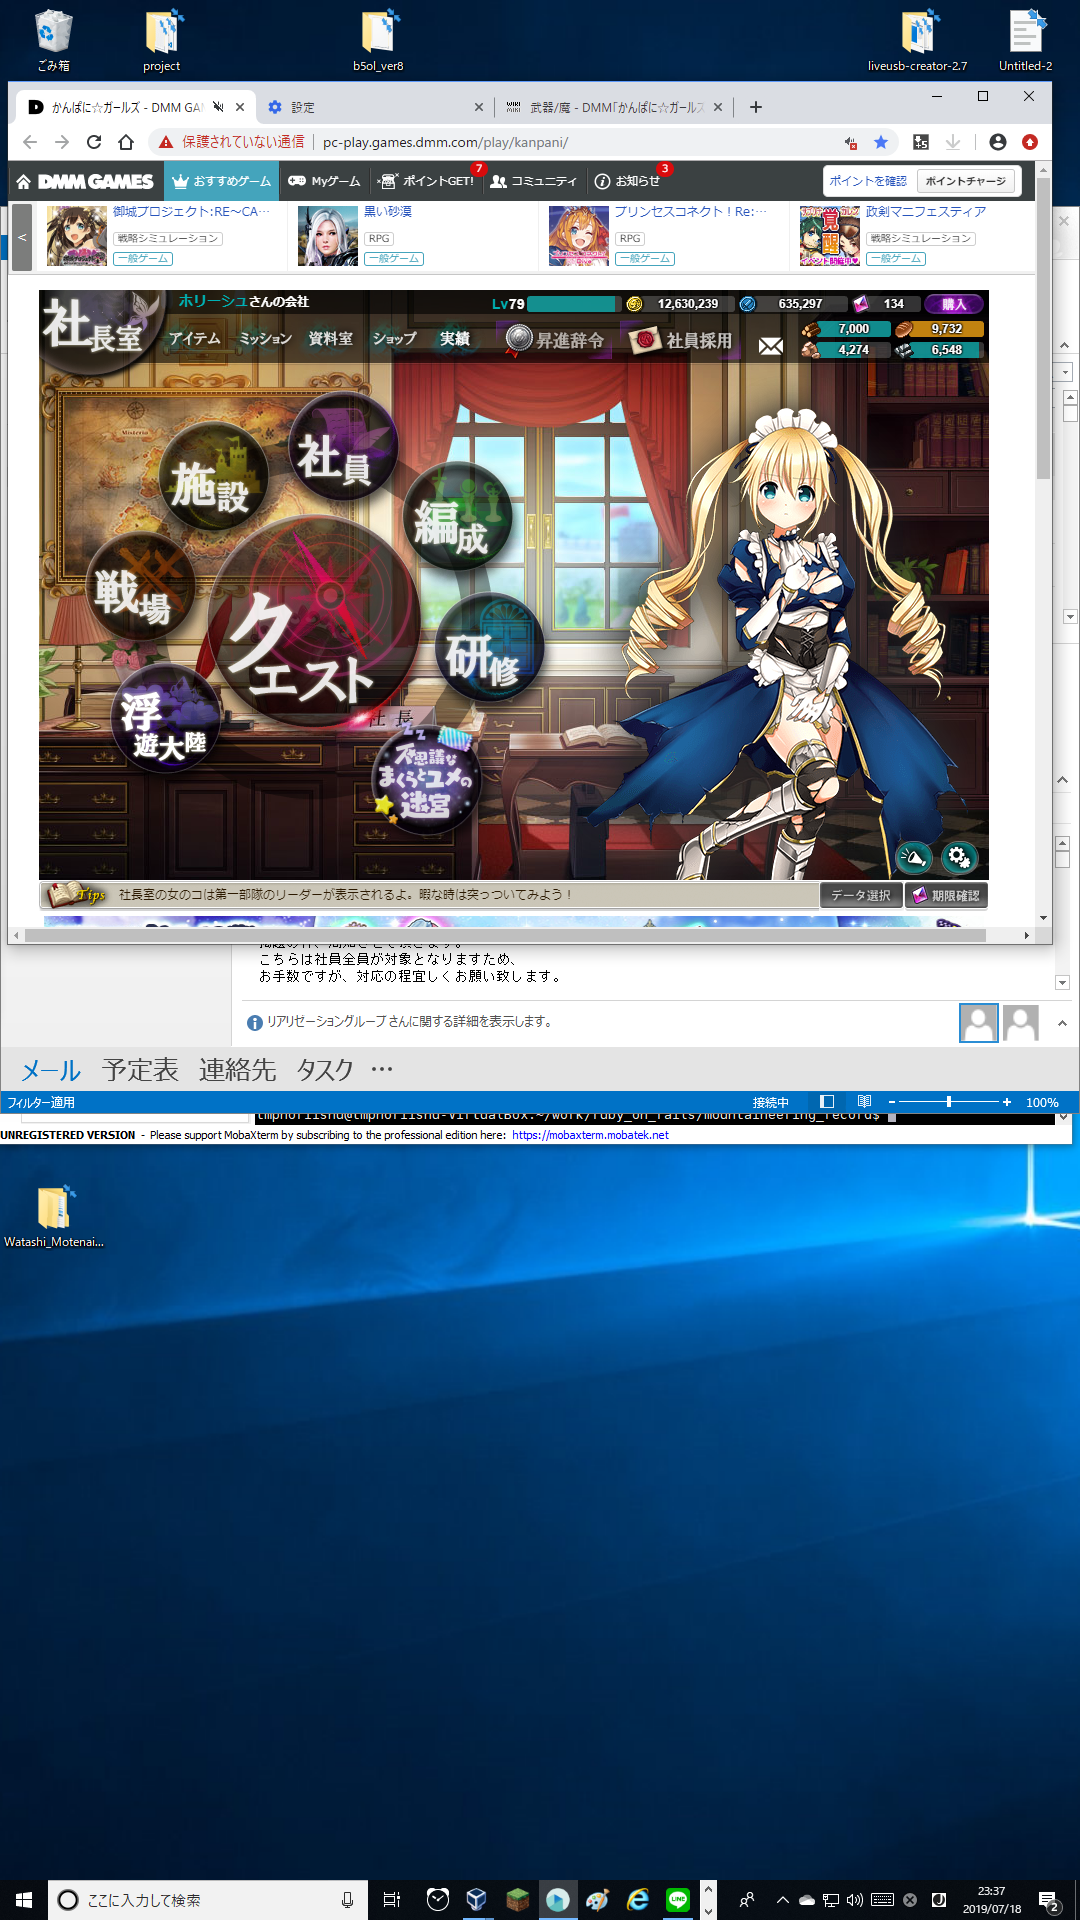 ごみ箱
project
b5ol_ver8
liveusb-creator-2.7
Untitled-2
かんぱに☆ガールズ - DMM GA
設定
武器/魔 - DMM「かんぱに☆ガールズ
保護されていない通信
pc-play.games.dmm.com/play/kanpani/
DMM GAMES
おすすめゲーム
Myゲーム
ポイントGET!
7
コミュニティ
お知らせ
3
ポイントを確認
ポイントチャージ
<
御城プロジェクト:RE～CA…
戦略シミュレーション
一般ゲーム
黒い砂漠
RPG
一般ゲーム
プリンセスコネクト！Re:…
RPG
一般ゲーム
覚醒
イベント開催中
政剣マニフェスティア
戦略シミュレーション
一般ゲーム
社長室
ホリーシュさんの会社
Lv79
12,630,239
635,297
134
購入
アイテム
ミッション
資料室
ショップ
実績
昇進辞令
社員採用
7,000
9,732
4,274
6,548
施設
社員
編成
戦場
クエスト
研修
浮遊大陸
社長
不思議な
まくらとユメの
迷宮
Tips
社長室の女のコは第一部隊のリーダーが表示されるよ。暇な時は突っついてみよう！
データ選択
期限確認
こちらは社員全員が対象となりますため、
お手数ですが、対応の程宜しくお願い致します。
リアリゼーショングループ さんに関する詳細を表示します。
メール
予定表
連絡先
タスク
…
フィルター適用
接続中
100%
tmphoriishu@tmphoriishu-VirtualBox:~/work/ruby_on_rails/mountaineering_record$
UNREGISTERED VERSION - Please support MobaXterm by subscribing to the professional edition here: https://mobaxterm.mobatek.net
Watashi_Motenai...
ここに入力して検索
LINE
23:37
2019/07/18
2